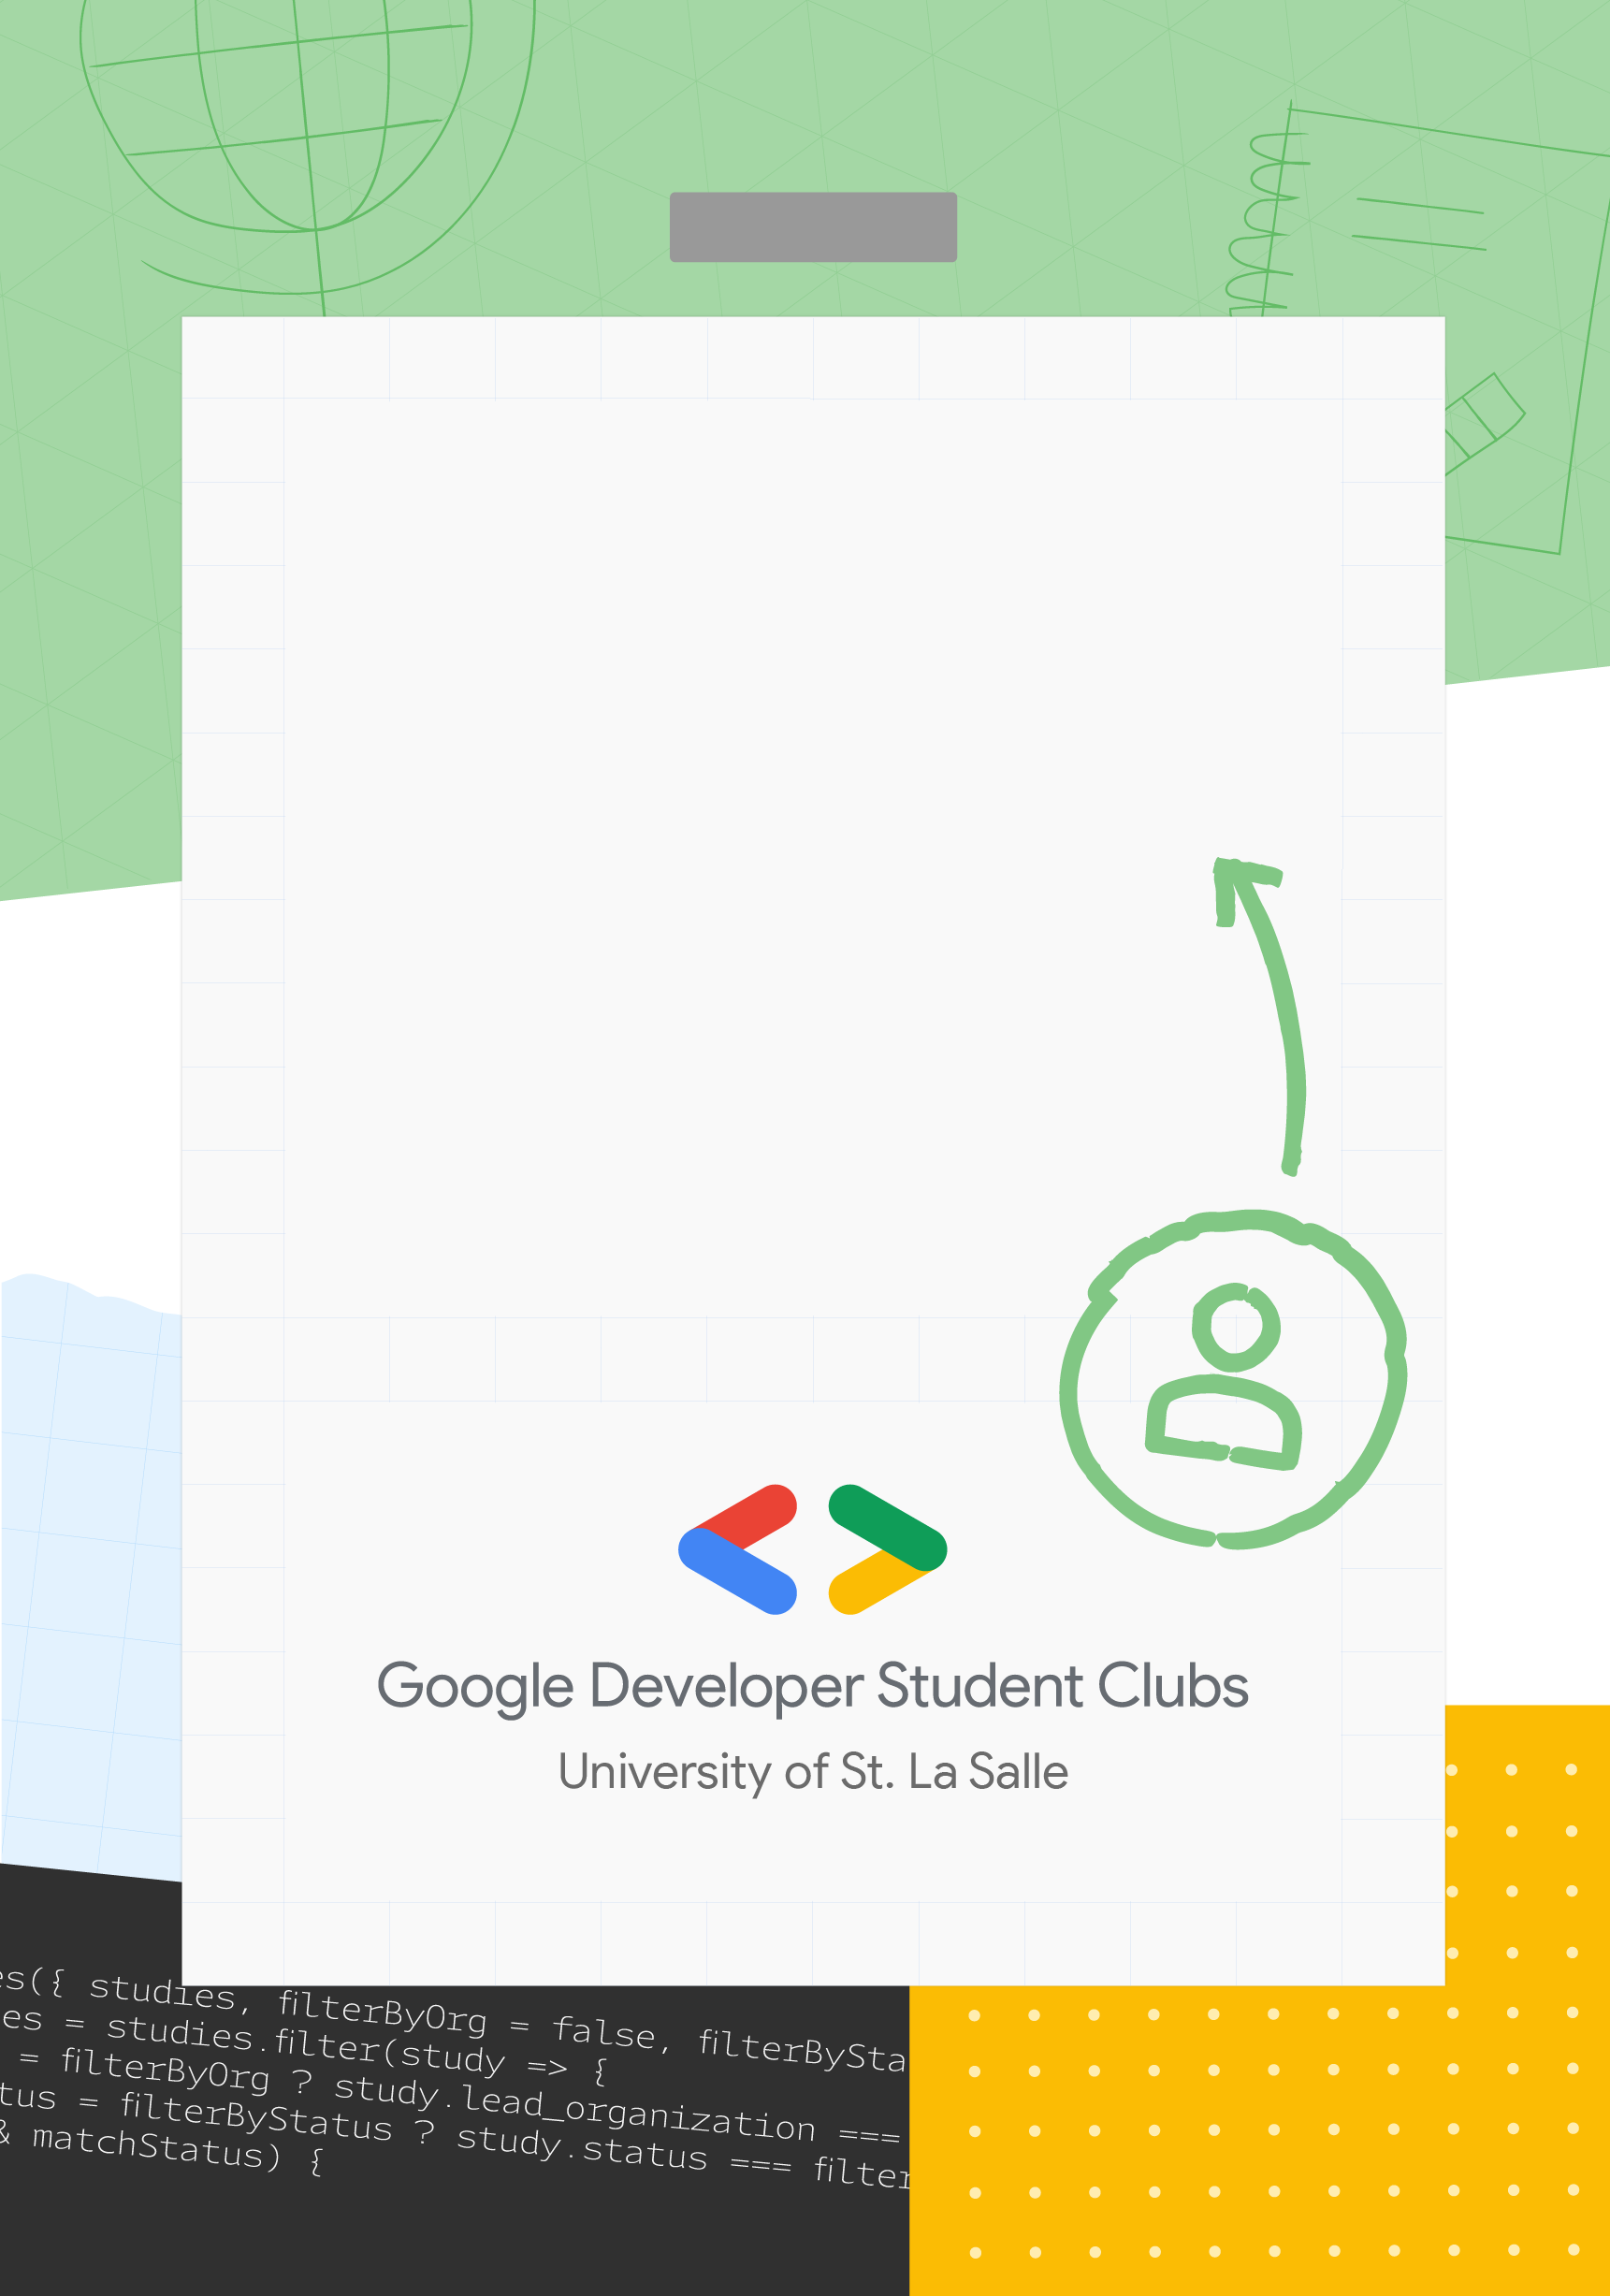 Google Developer Student Clubs
University of St. La Salle
es({ studies, filterByOrg = false, filterBySta
es = studies.filter(study => {
= filterByOrg ? study.lead_organization ===
tus = filterByStatus ? study.status === filter
& matchStatus) {